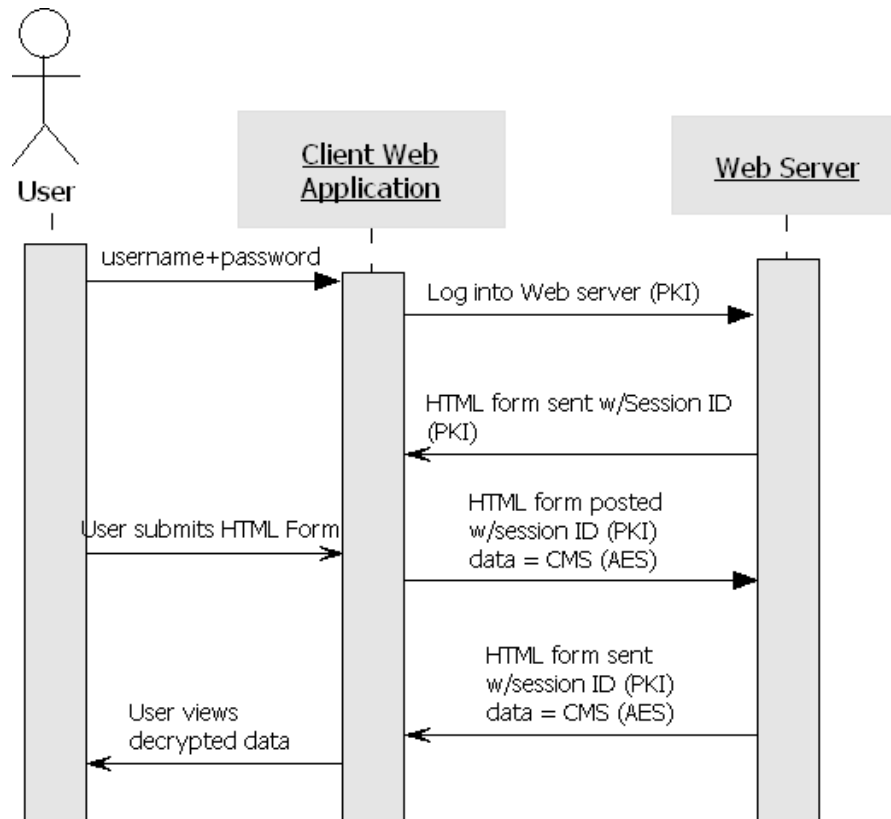 User
Client Web
Application
Web Server
username+password
Log into Web server (PKI)
HTML form sent w/Session ID
(PKI)
User submits HTML Form
HTML form posted
w/session ID (PKI)
data = CMS (AES)
HTML form sent
w/session ID (PKI)
data = CMS (AES)
User views
decrypted data